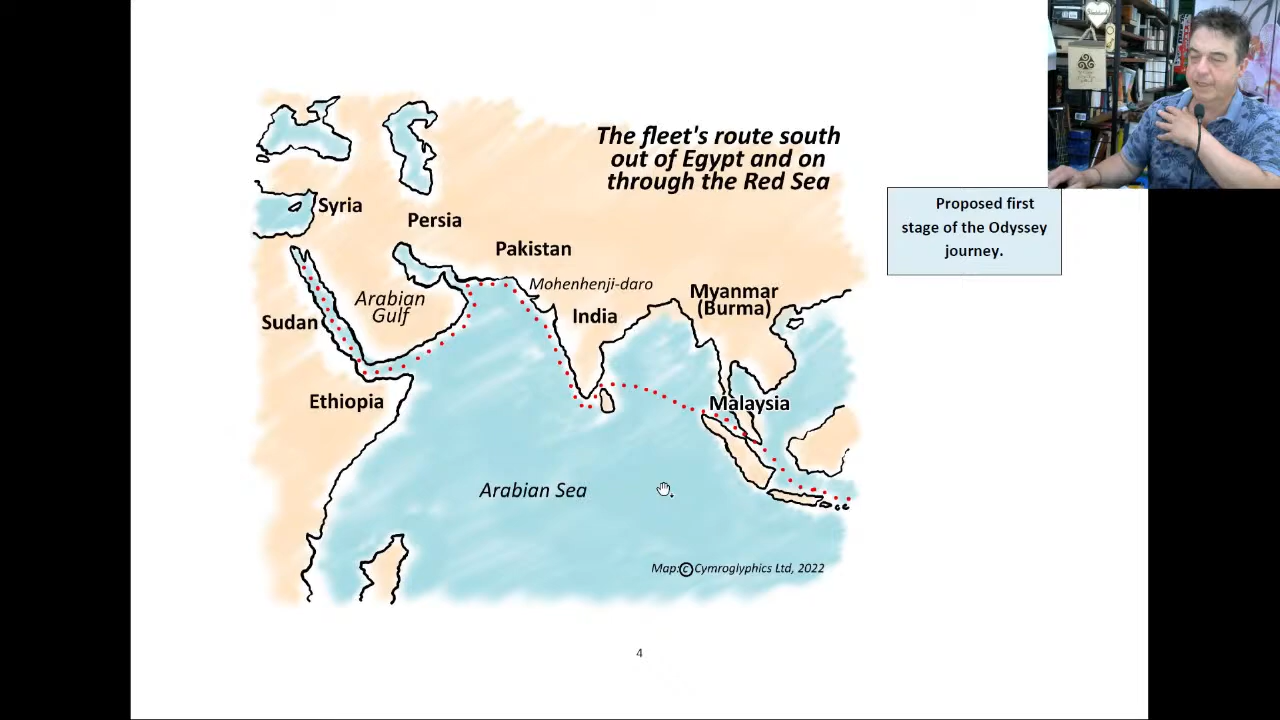 The fleet's route south
out of Egypt and on
through the Red Sea
Proposed first
stage of the Odyssey
journey.
Syria
Persia
Pakistan
Mohenhenji-daro
Myanmar
(Burma)
Arabian
Gulf
India
Sudan
Ethiopia
Malaysia
Arabian Sea
Map:©Cymroglyphics Ltd, 2022
4